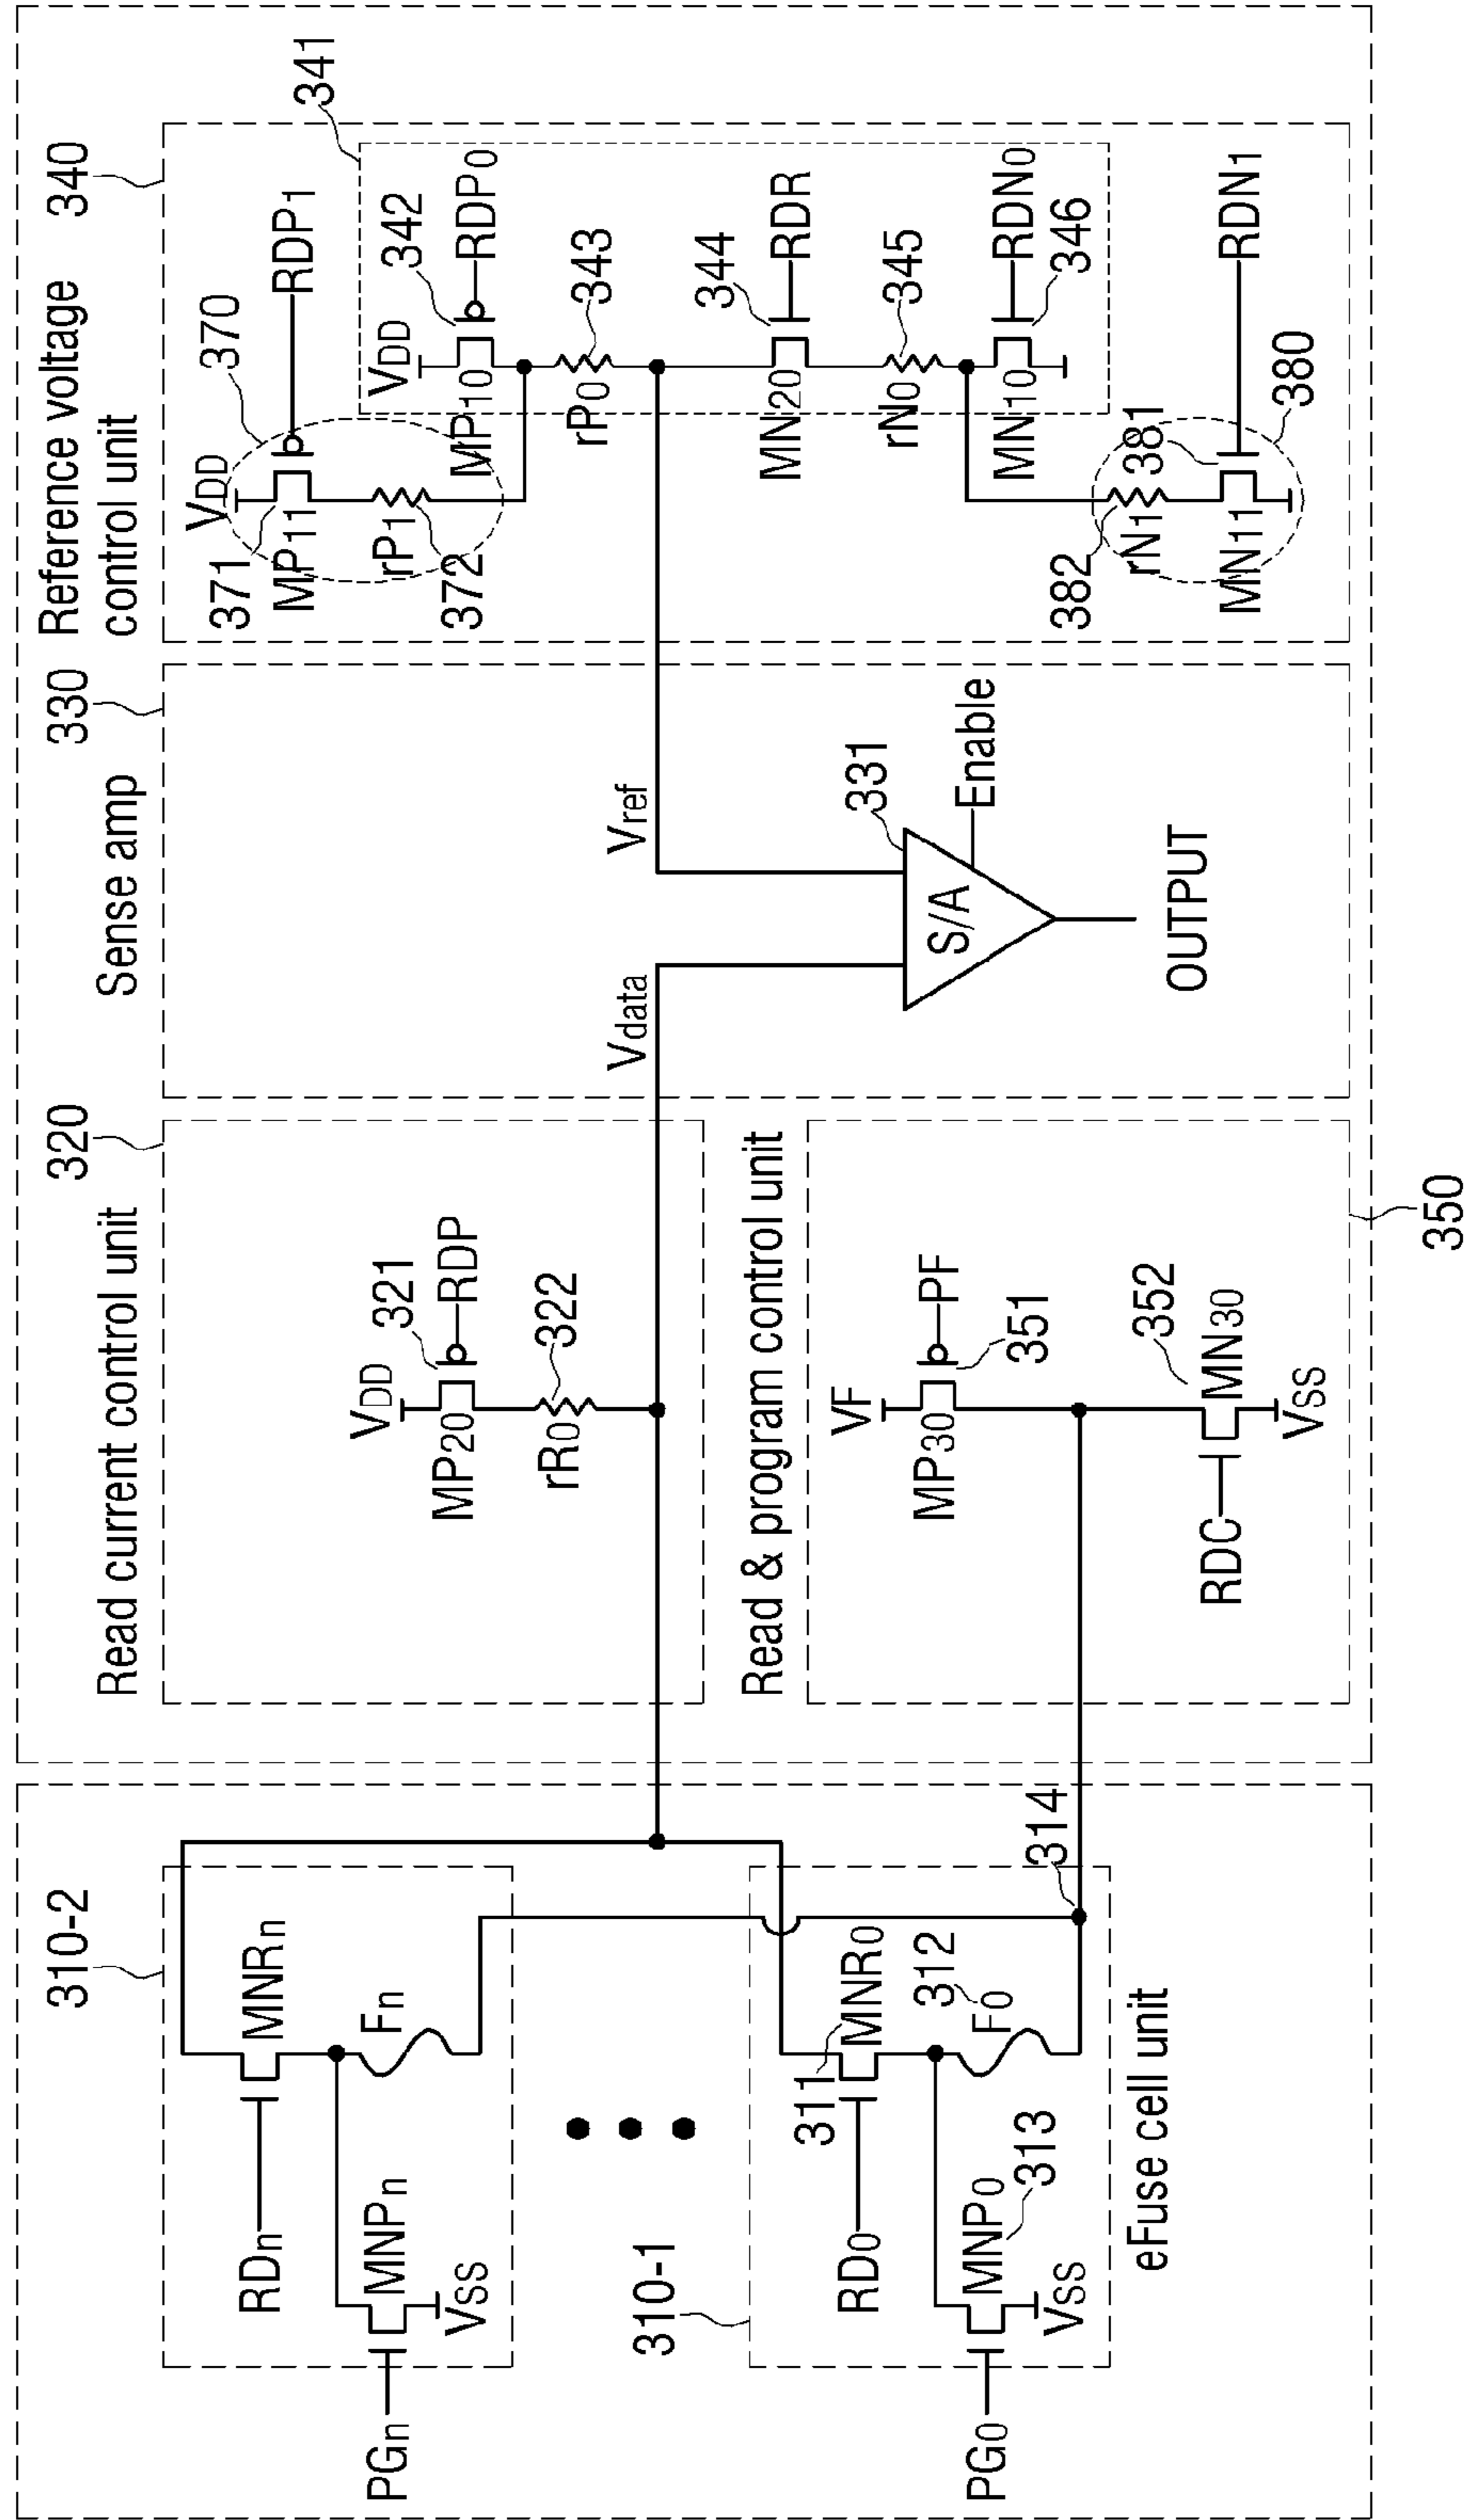 310-2
RDn
MNRn
Fn
PGn
MNPn
VSS
310-1
RD0
311
MNR0
312
F0
314
PG0
MNP0
313
VSS
eFuse cell unit
Read current control unit
320
VDD
321
MP20
RDP
rR0
322
Read & program control unit
VF
MP30
PF
351
RDC
352
MN30
VSS
350
Sense amp
330
Vdata
Vref
331
S/A
Enable
OUTPUT
Reference voltage
control unit
340
341
370
VDD
371
MP11
RDP1
rP1
372
VDD
342
MP10
RDP0
rP0
343
344
MN20
RDR
rN0
345
MN10
RDN0
346
382
rN1
381
MN11
RDN1
380